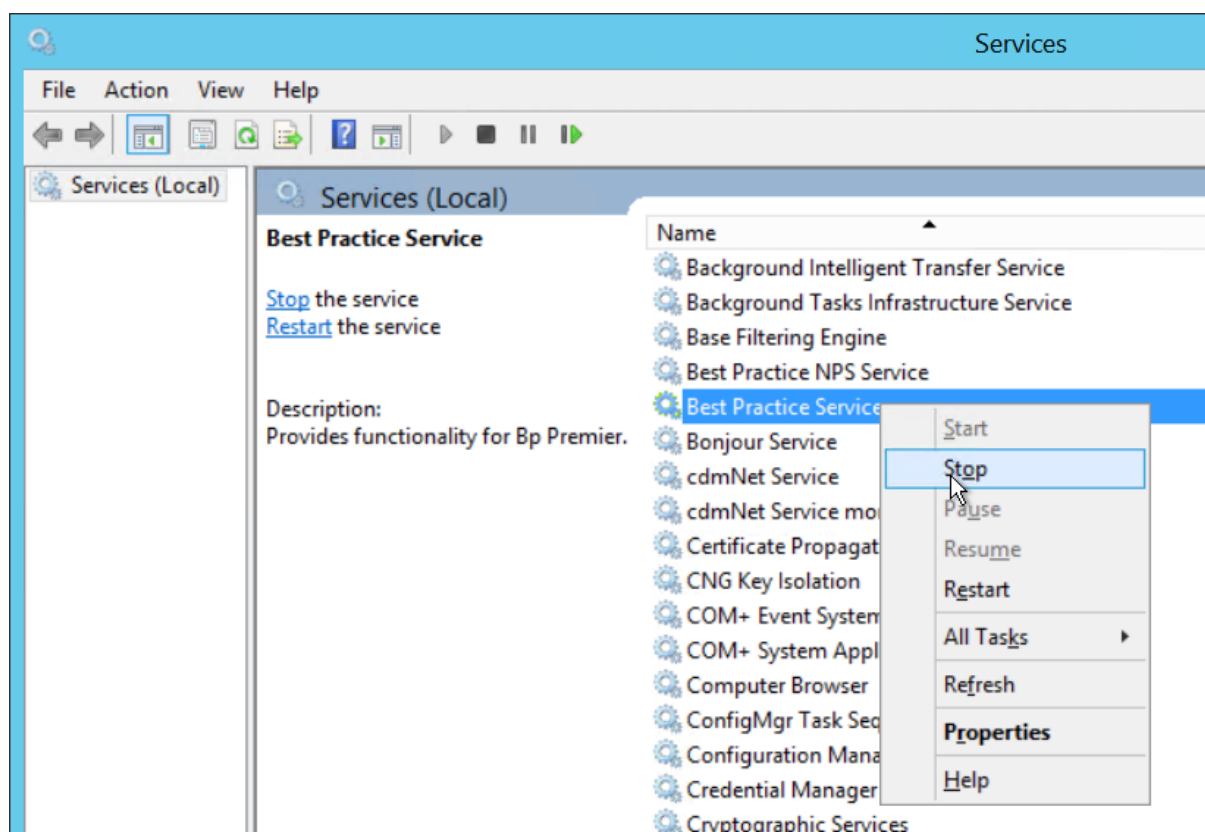 Services
File Action View Help
Services (Local)
Services (Local)
Best Practice Service
Stop the service
Restart the service
Description:
Provides functionality for Bp Premier.
Name
Background Intelligent Transfer Service
Background Tasks Infrastructure Service
Base Filtering Engine
Best Practice NPS Service
Best Practice Service
Bonjour Service
cdmNet Service
cdmNet Service mo
Certificate Propagat
CNG Key Isolation
COM+ Event System
COM+ System Appl
Computer Browser
ConfigMgr Task Seq
Configuration Mana
Credential Manager
Cryptographic Services
Start
Stop
Pause
Resume
Restart
All Tasks
Refresh
Properties
Help